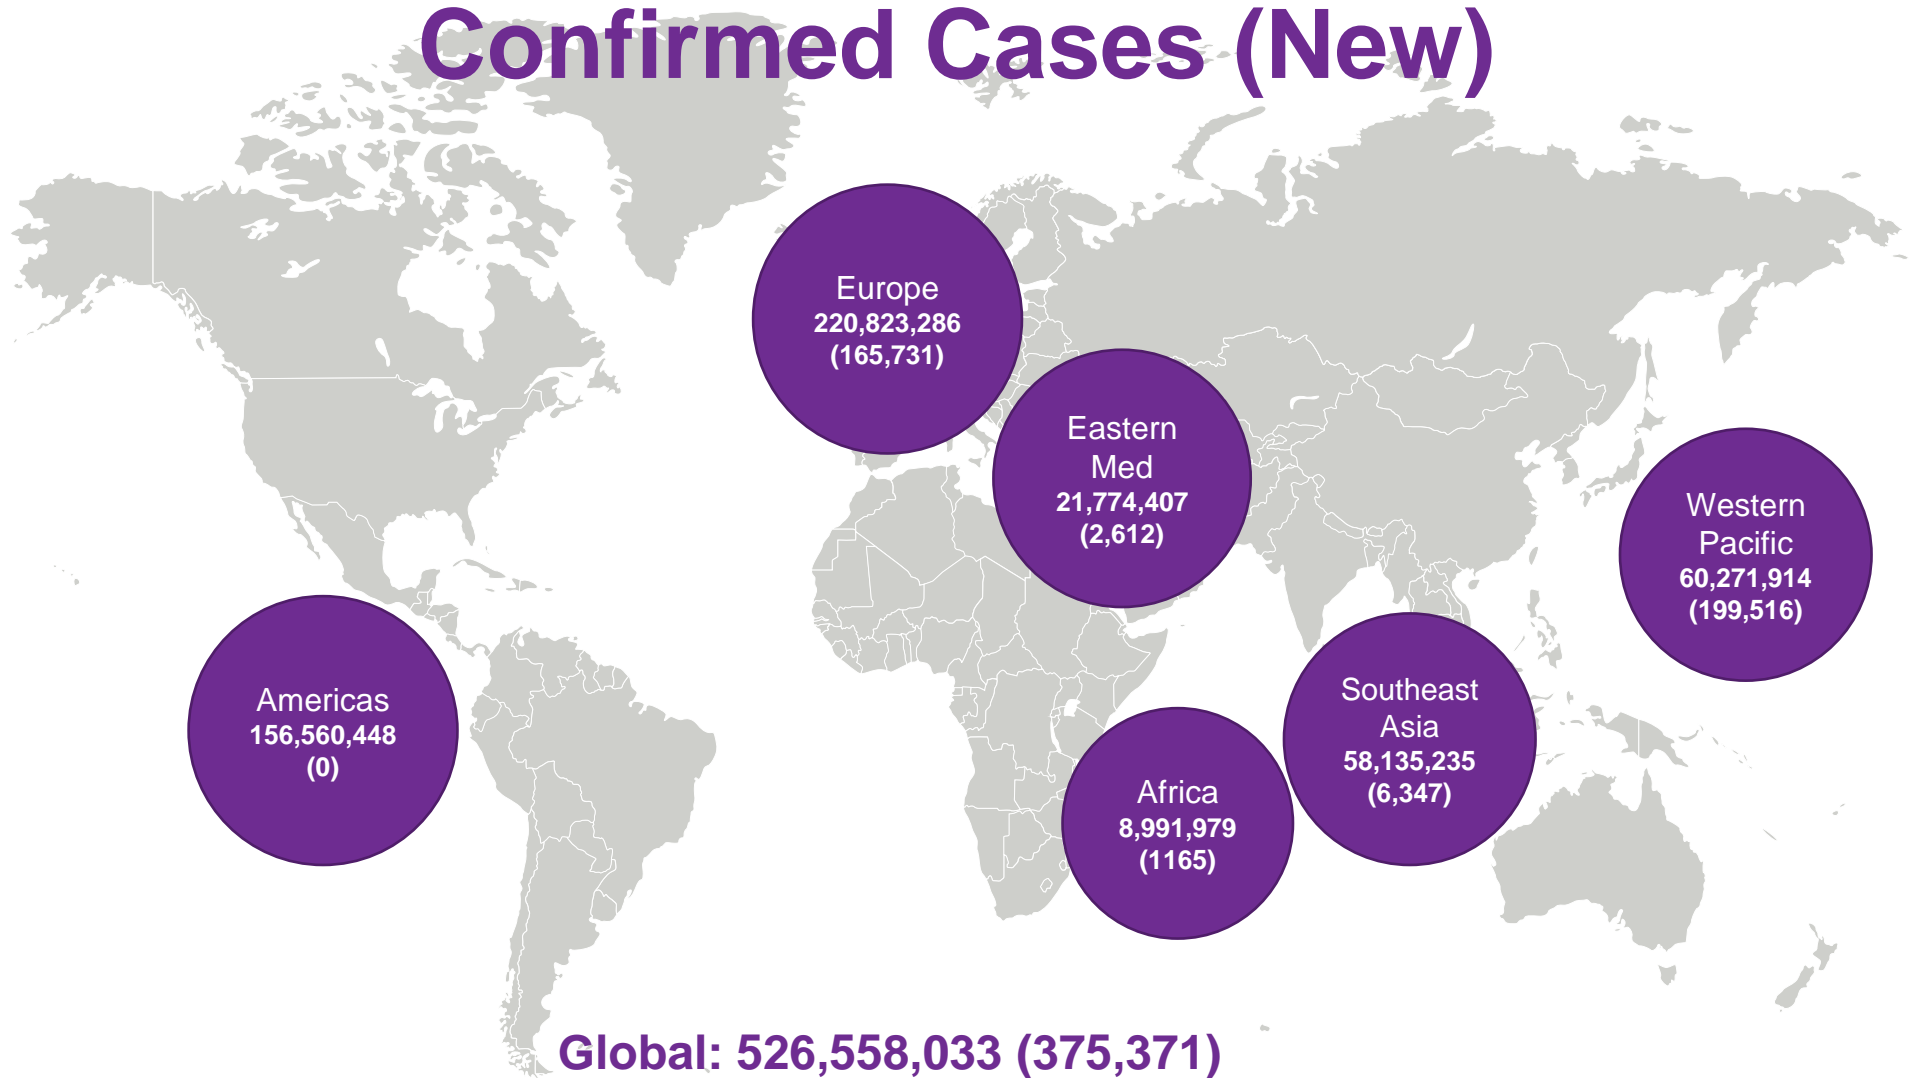 Confirmed Cases (New)
Europe
220,823,286
(165,731)
Eastern
Med
21,774,407
(2,612)
Western
Pacific
60,271,914
(199,516)
Americas
156,560,448
(0)
Southeast
Asia
58,135,235
(6,347)
Africa
8,991,979
(1165)
Global: 526,558,033 (375,371)